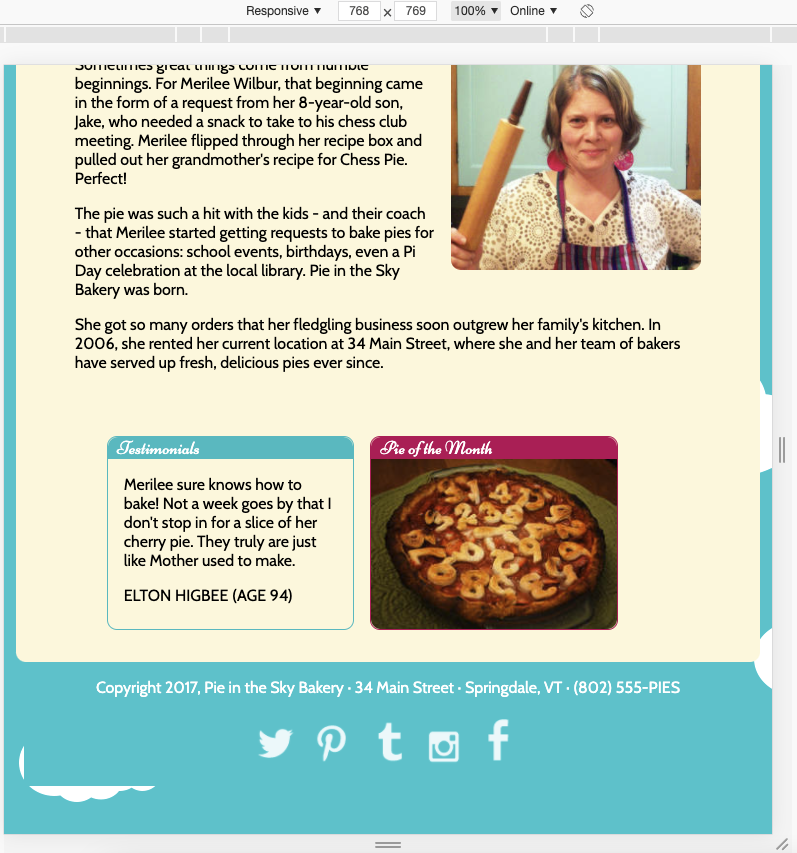 Responsive ▼ 768 × 769 100% ▼ Online ▼
Sometimes great things come from humble
beginnings. For Merilee Wilbur, that beginning came
in the form of a request from her 8-year-old son,
Jake, who needed a snack to take to his chess club
meeting. Merilee flipped through her recipe box and
pulled out her grandmother's recipe for Chess Pie.
Perfect!
The pie was such a hit with the kids - and their coach
- that Merilee started getting requests to bake pies for
other occasions: school events, birthdays, even a Pi
Day celebration at the local library. Pie in the Sky
Bakery was born.
She got so many orders that her fledgling business soon outgrew her family's kitchen. In
2006, she rented her current location at 34 Main Street, where she and her team of bakers
have served up fresh, delicious pies ever since.
Testimonials
Merilee sure knows how to
bake! Not a week goes by that I
don't stop in for a slice of her
cherry pie. They truly are just
like Mother used to make.
ELTON HIGBEE (AGE 94)
Pie of the Month
Copyright 2017, Pie in the Sky Bakery · 34 Main Street · Springdale, VT · (802) 555-PIES